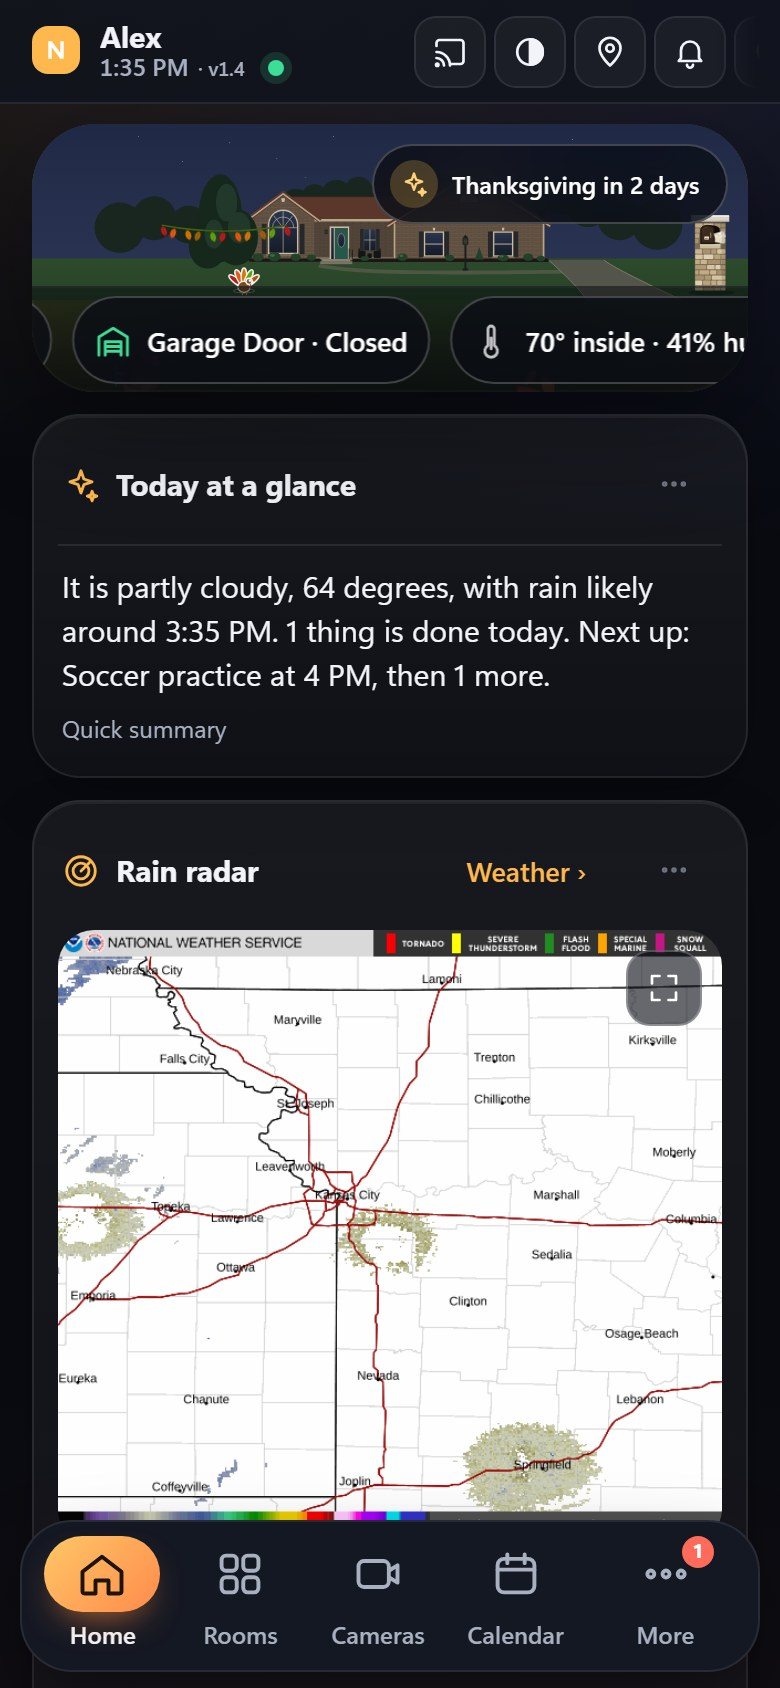 N
Alex
1:35 PM · v1.4
Thanksgiving in 2 days
Garage Door · Closed
70° inside · 41% hu
Today at a glance
It is partly cloudy, 64 degrees, with rain likely
around 3:35 PM. 1 thing is done today. Next up:
Soccer practice at 4 PM, then 1 more.
Quick summary
Rain radar
Weather ›
NATIONAL WEATHER SERVICE
TORNADO
SEVERE THUNDERSTORM
FLASH FLOOD
SPECIAL MARINE
SNOW SQUALL
Nebraska City
Lamoni
Maryville
Kirksville
Falls City
Trenton
St. Joseph
Chillicothe
Moberly
Leavenworth
Kansas City
Marshall
Topeka
Lawrence
Columbia
Sedalia
Ottawa
Emporia
Clinton
Osage Beach
Eureka
Nevada
Chanute
Lebanon
Springfield
Coffeyville
Joplin
1
Home
Rooms
Cameras
Calendar
More